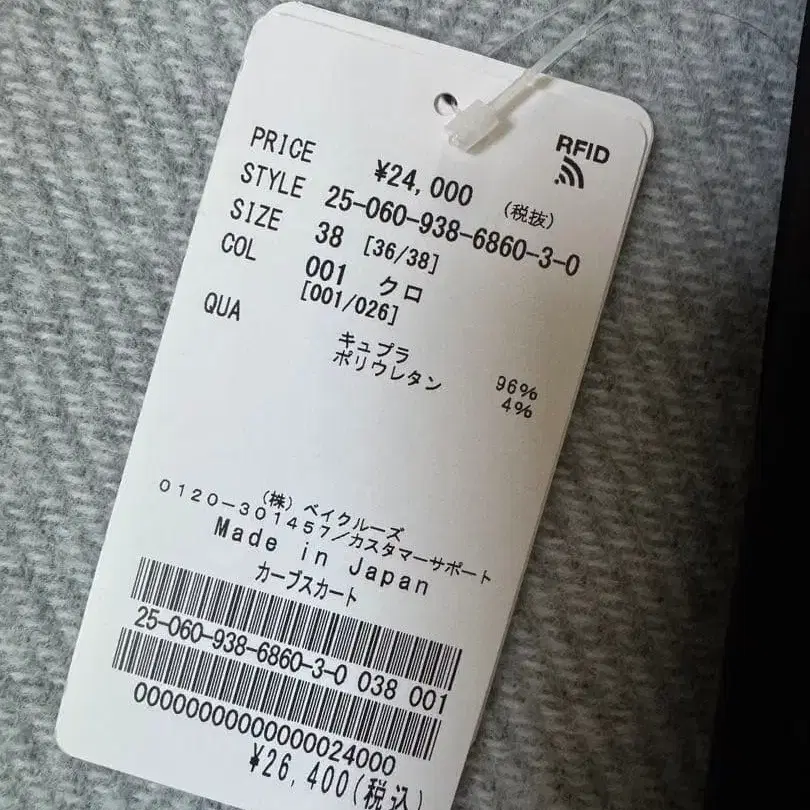 RFID
PRICE ¥24,000 (税抜)
STYLE 25-060-938-6860-3-0
SIZE 38 [36/38]
COL 001 クロ
[001/026]
QUA
キュプラ 96%
ポリウレタン 4%
(株) ベイクルーズ
0120-301457/カスタマーサポート
Made in Japan
カーブスカート
25-060-938-6860-3-0 038 001
00000000000000024000
¥26,400(税込)